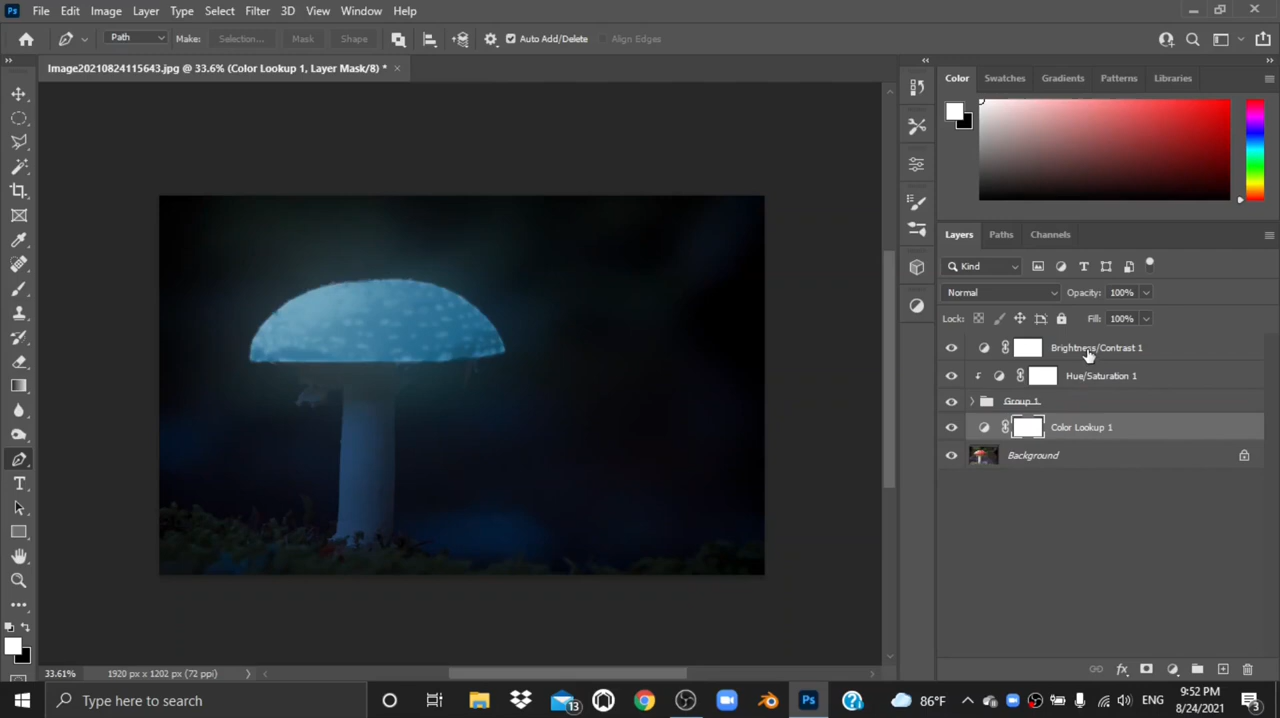 Ps File Edit Image Layer Type Select Filter 3D View Window Help
Path Make: Selection... Mask Shape Auto Add/Delete Align Edges
Image20210824115643.jpg @ 33.6% (Color Lookup 1, Layer Mask/8) * ×
Color Swatches Gradients Patterns Libraries
Layers Paths Channels
Kind
Normal Opacity: 100%
Lock: Fill: 100%
Brightness/Contrast 1
Hue/Saturation 1
Group 1
Color Lookup 1
Background
33.61% 1920 px x 1202 px (72 ppi)
Type here to search
13
Ps
86°F
ENG
9:52 PM
8/24/2021
3